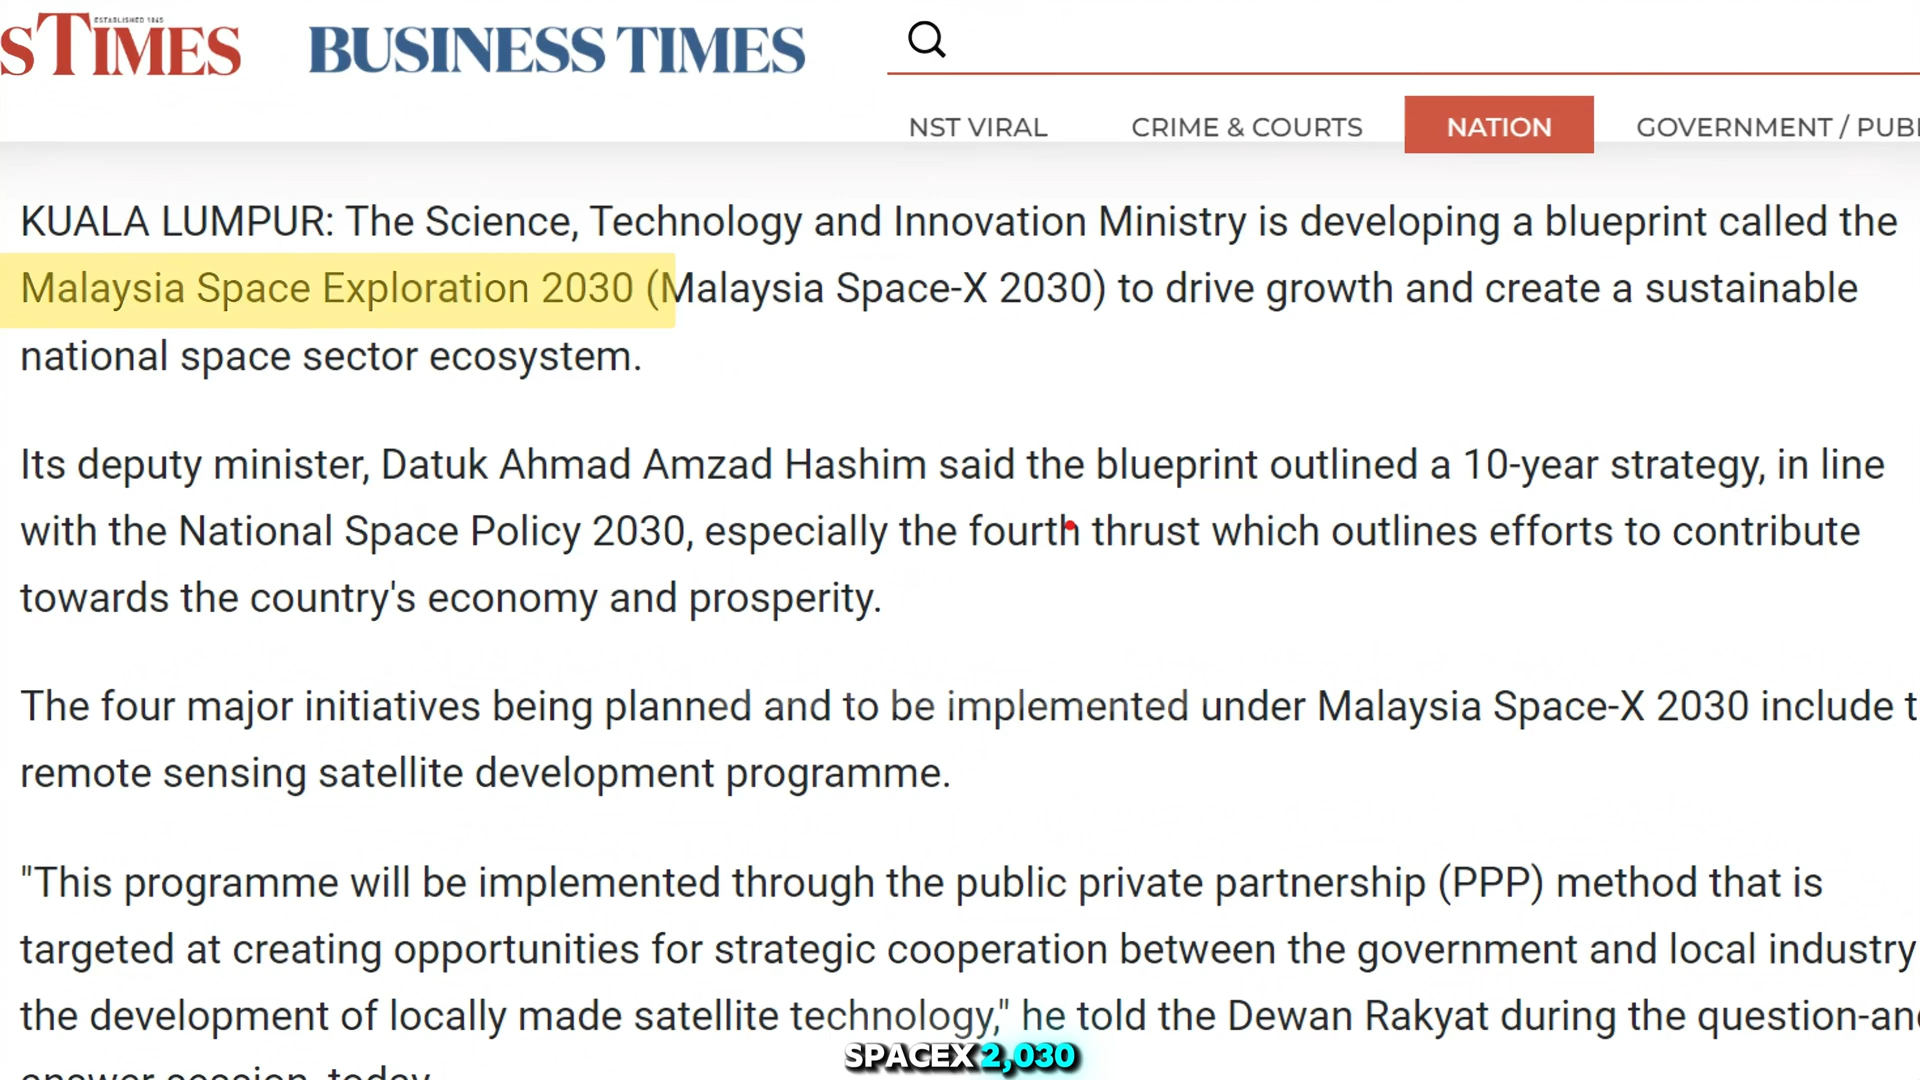 ESTABLISHED 1845
STIMES
BUSINESS TIMES
NST VIRAL
CRIME & COURTS
NATION
GOVERNMENT / PUB
KUALA LUMPUR: The Science, Technology and Innovation Ministry is developing a blueprint called the
Malaysia Space Exploration 2030 (Malaysia Space-X 2030) to drive growth and create a sustainable
national space sector ecosystem.
Its deputy minister, Datuk Ahmad Amzad Hashim said the blueprint outlined a 10-year strategy, in line
with the National Space Policy 2030, especially the fourth thrust which outlines efforts to contribute
towards the country's economy and prosperity.
The four major initiatives being planned and to be implemented under Malaysia Space-X 2030 include t
remote sensing satellite development programme.
"This programme will be implemented through the public private partnership (PPP) method that is
targeted at creating opportunities for strategic cooperation between the government and local industry
the development of locally made satellite technology," he told the Dewan Rakyat during the question-an
answer session, today.
SPACEX 2,030